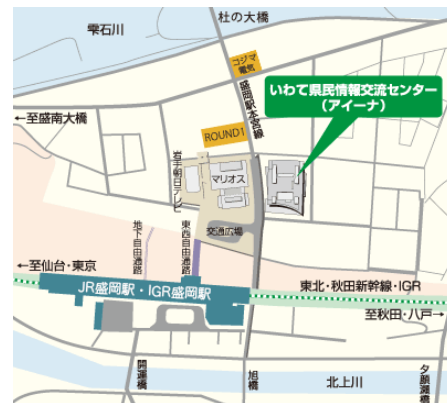 杜の大橋
雫石川
コジマ
電気
盛岡駅本宮線
いわて県民情報交流センター
（アイーナ）
←至盛南大橋
ROUND1
岩手朝日テレビ
マリオス
交通広場
地下自由通路
東西自由通路
←至仙台・東京
JR盛岡駅・IGR盛岡駅
東北・秋田新幹線・IGR
至秋田・八戸→
開運橋
旭橋
北上川
夕顔瀬橋